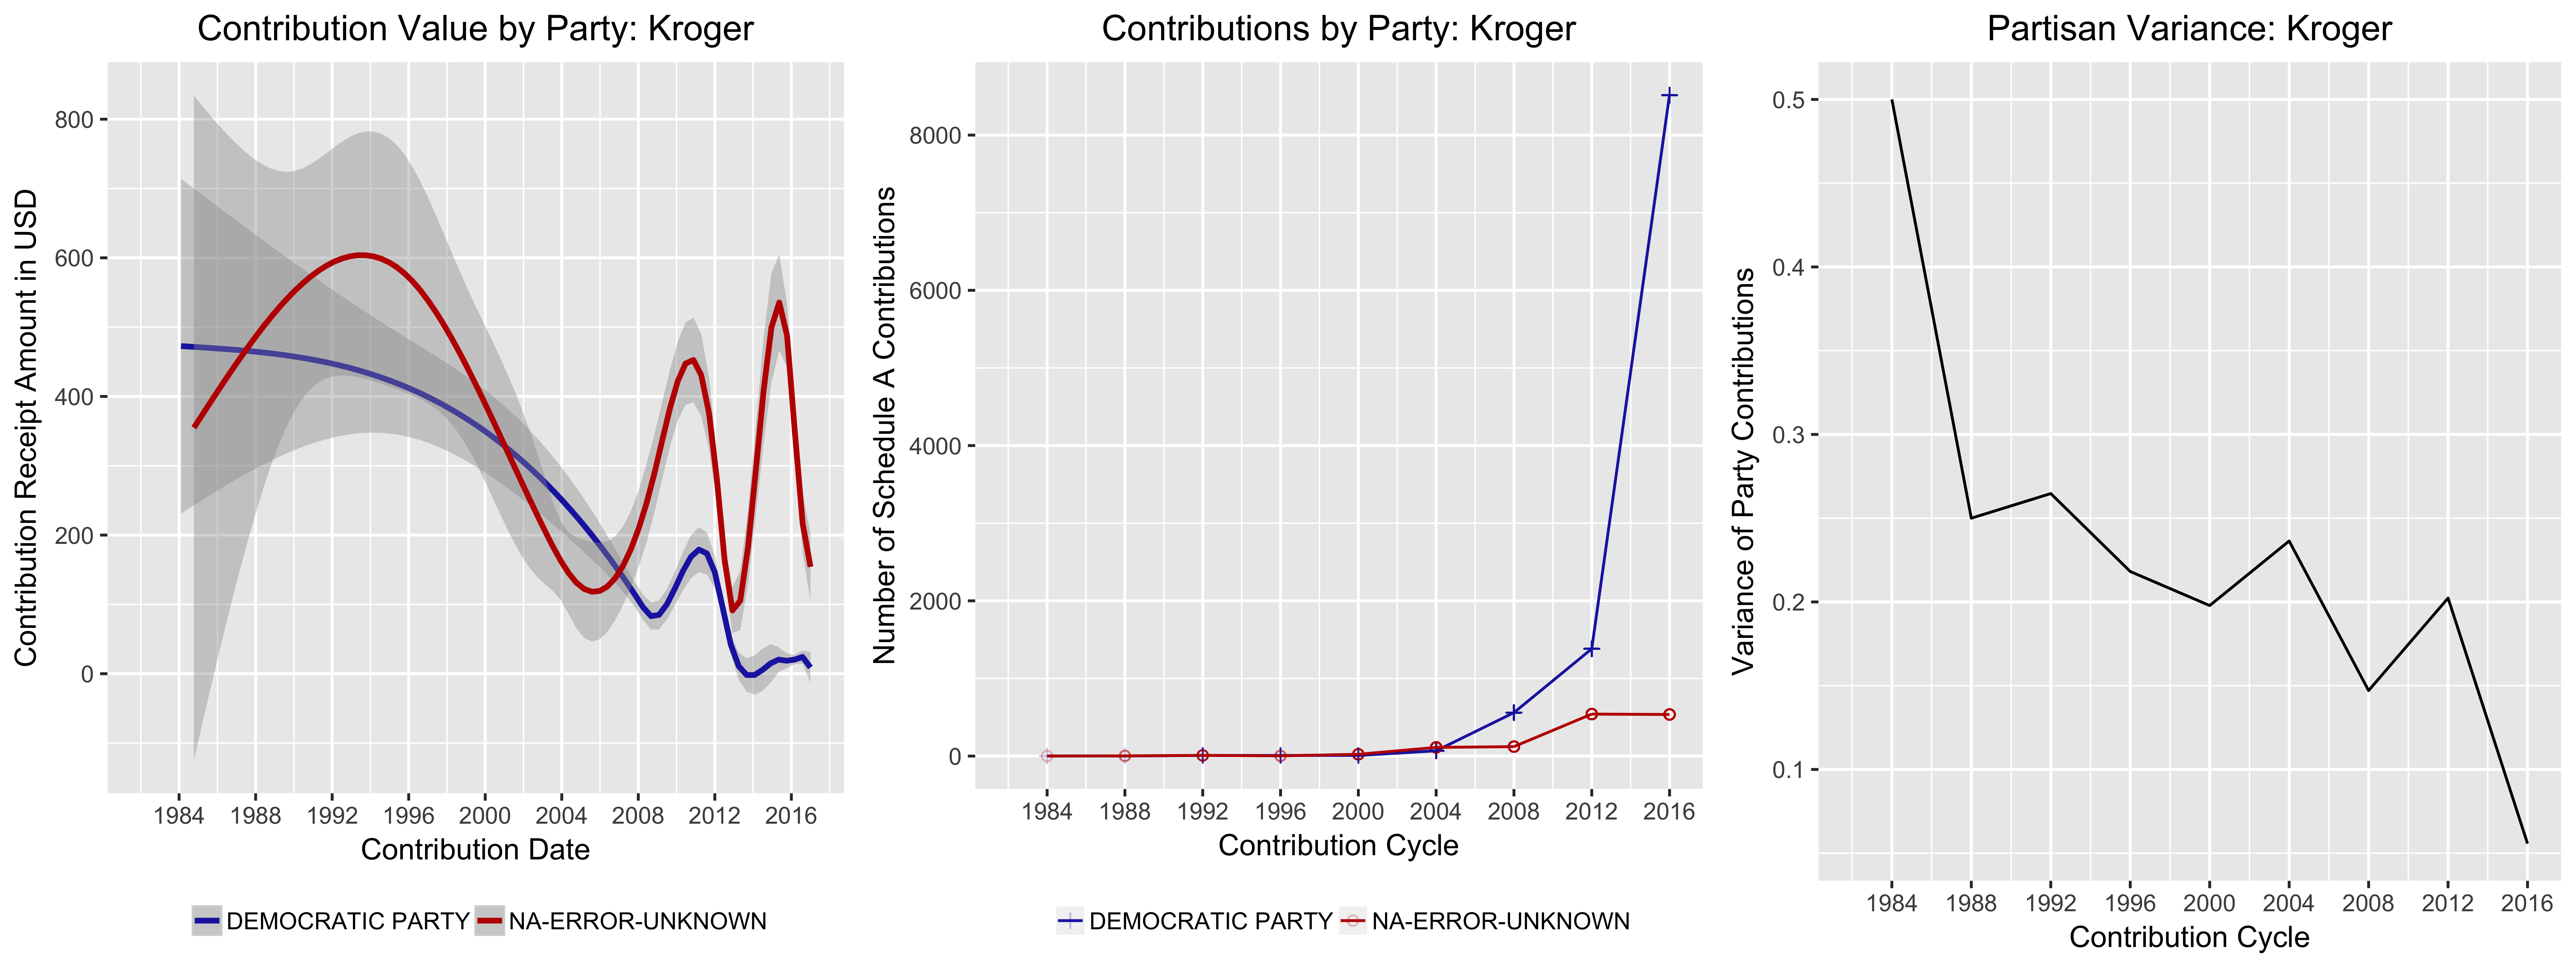 Contribution Value by Party: Kroger
Contribution Receipt Amount in USD
800
600
400
200
0
1984 1988 1992 1996 2000 2004 2008 2012 2016
Contribution Date
DEMOCRATIC PARTY NA-ERROR-UNKNOWN
Contributions by Party: Kroger
Number of Schedule A Contributions
8000
6000
4000
2000
0
1984 1988 1992 1996 2000 2004 2008 2012 2016
Contribution Cycle
DEMOCRATIC PARTY NA-ERROR-UNKNOWN
Partisan Variance: Kroger
Variance of Party Contributions
0.5
0.4
0.3
0.2
0.1
1984 1988 1992 1996 2000 2004 2008 2012 2016
Contribution Cycle